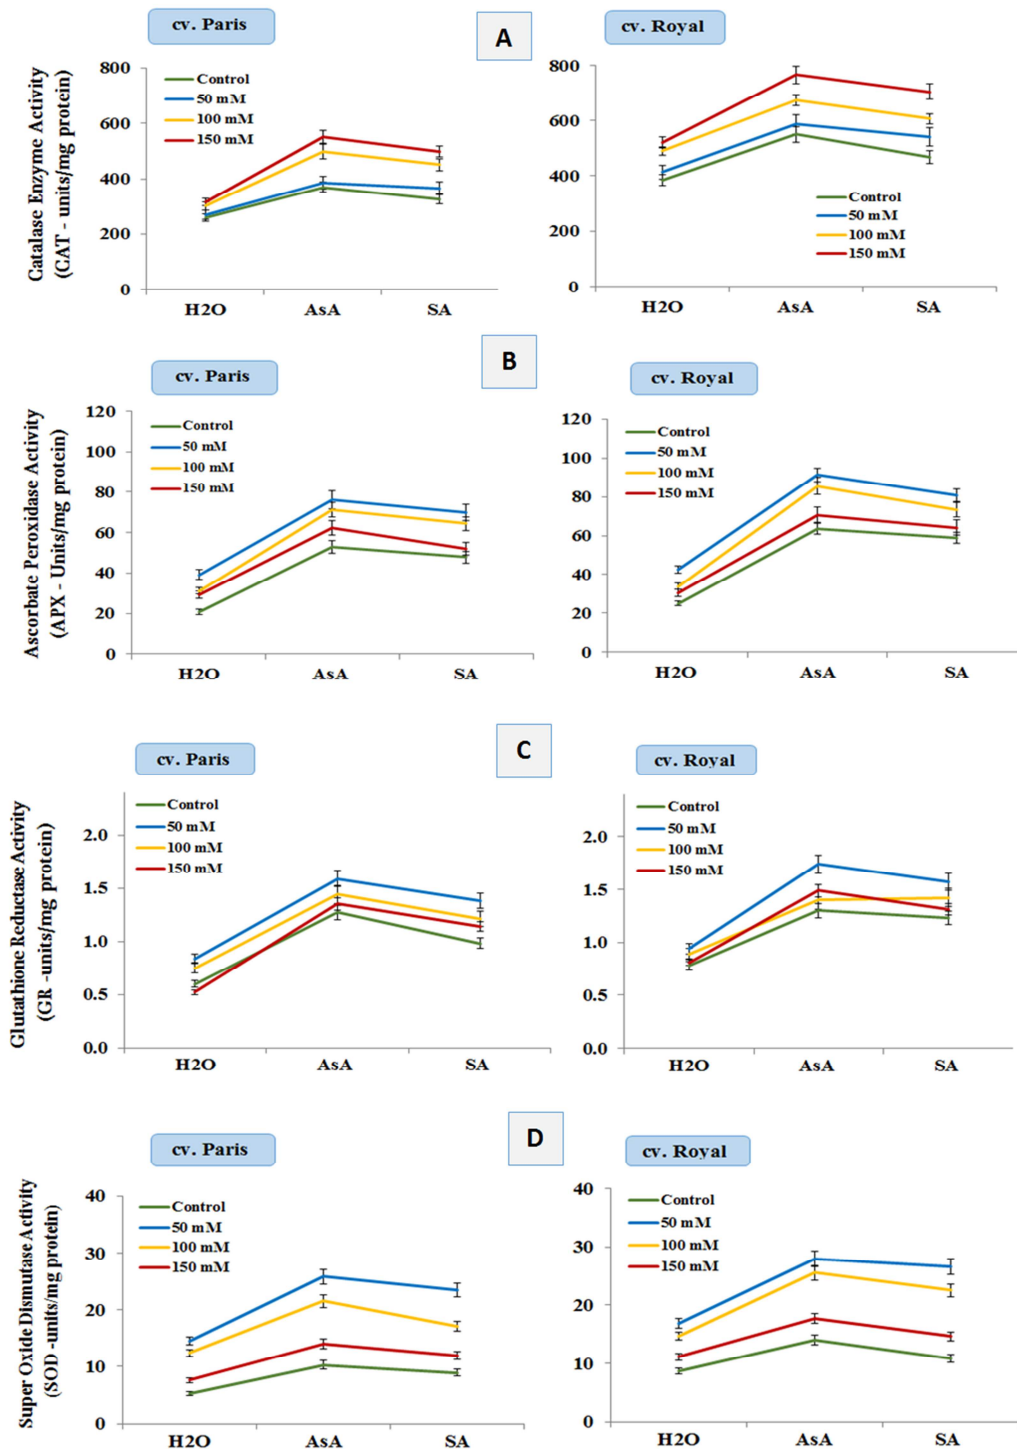 cv. Paris
A
cv. Royal
Catalase Enzyme Activity
(CAT - units/mg protein)
800
600
400
200
0
Control
50 mM
100 mM
150 mM
H2O AsA SA
800
600
400
200
0
Control
50 mM
100 mM
150 mM
H2O AsA SA
cv. Paris
B
cv. Royal
Ascorbate Peroxidase Activity
(APX - Units/mg protein)
120
100
80
60
40
20
0
Control
50 mM
100 mM
150 mM
H2O AsA SA
120
100
80
60
40
20
0
Control
50 mM
100 mM
150 mM
H2O AsA SA
cv. Paris
C
cv. Royal
Glutathione Reductase Activity
(GR -units/mg protein)
2.0
1.5
1.0
0.5
0.0
Control
50 mM
100 mM
150 mM
H2O AsA SA
2.0
1.5
1.0
0.5
0.0
Control
50 mM
100 mM
150 mM
H2O AsA SA
cv. Paris
D
cv. Royal
Super Oxide Dismutase Activity
(SOD -units/mg protein)
40
30
20
10
0
Control
50 mM
100 mM
150 mM
H2O AsA SA
40
30
20
10
0
Control
50 mM
100 mM
150 mM
H2O AsA SA